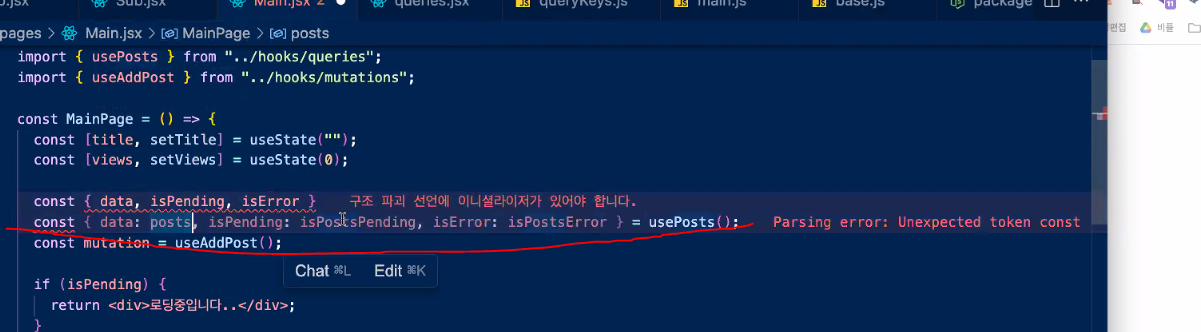 Sub.jsx Main.jsx 2 queries.jsx queryKeys.js main.jsx base.js package
pages > Main.jsx > MainPage > posts
import { usePosts } from "../hooks/queries";
import { useAddPost } from "../hooks/mutations";
const MainPage = () => {
const [title, setTitle] = useState("");
const [views, setViews] = useState(0);
const { data, isPending, isError } 구조 파괴 선언에 이니셜라이저가 있어야 합니다.
const { data: posts, isPending: isPostsPending, isError: isPostsError } = usePosts(); Parsing error: Unexpected token const
const mutation = useAddPost();
Chat ⌘L Edit ⌘K
if (isPending) {
return <div>로딩중입니다..</div>;
}
11
편집 비플